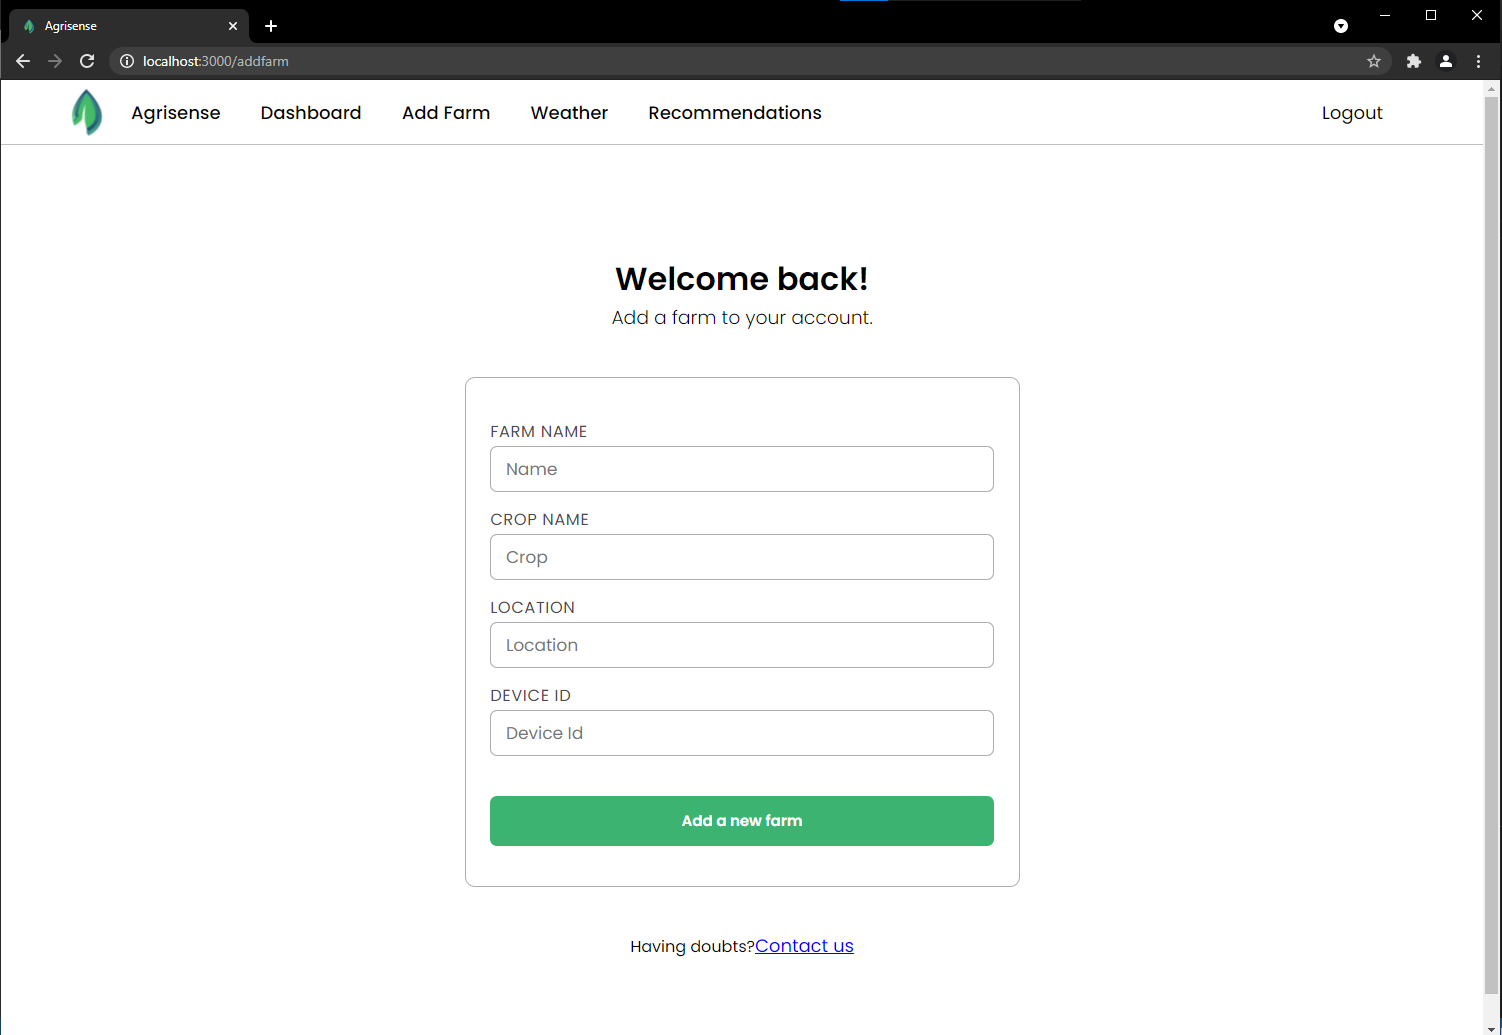 Agrisense
localhost:3000/addfarm
Agrisense Dashboard Add Farm Weather Recommendations Logout
Welcome back!
Add a farm to your account.
FARM NAME
Name
CROP NAME
Crop
LOCATION
Location
DEVICE ID
Device Id
Add a new farm
Having doubts?Contact us